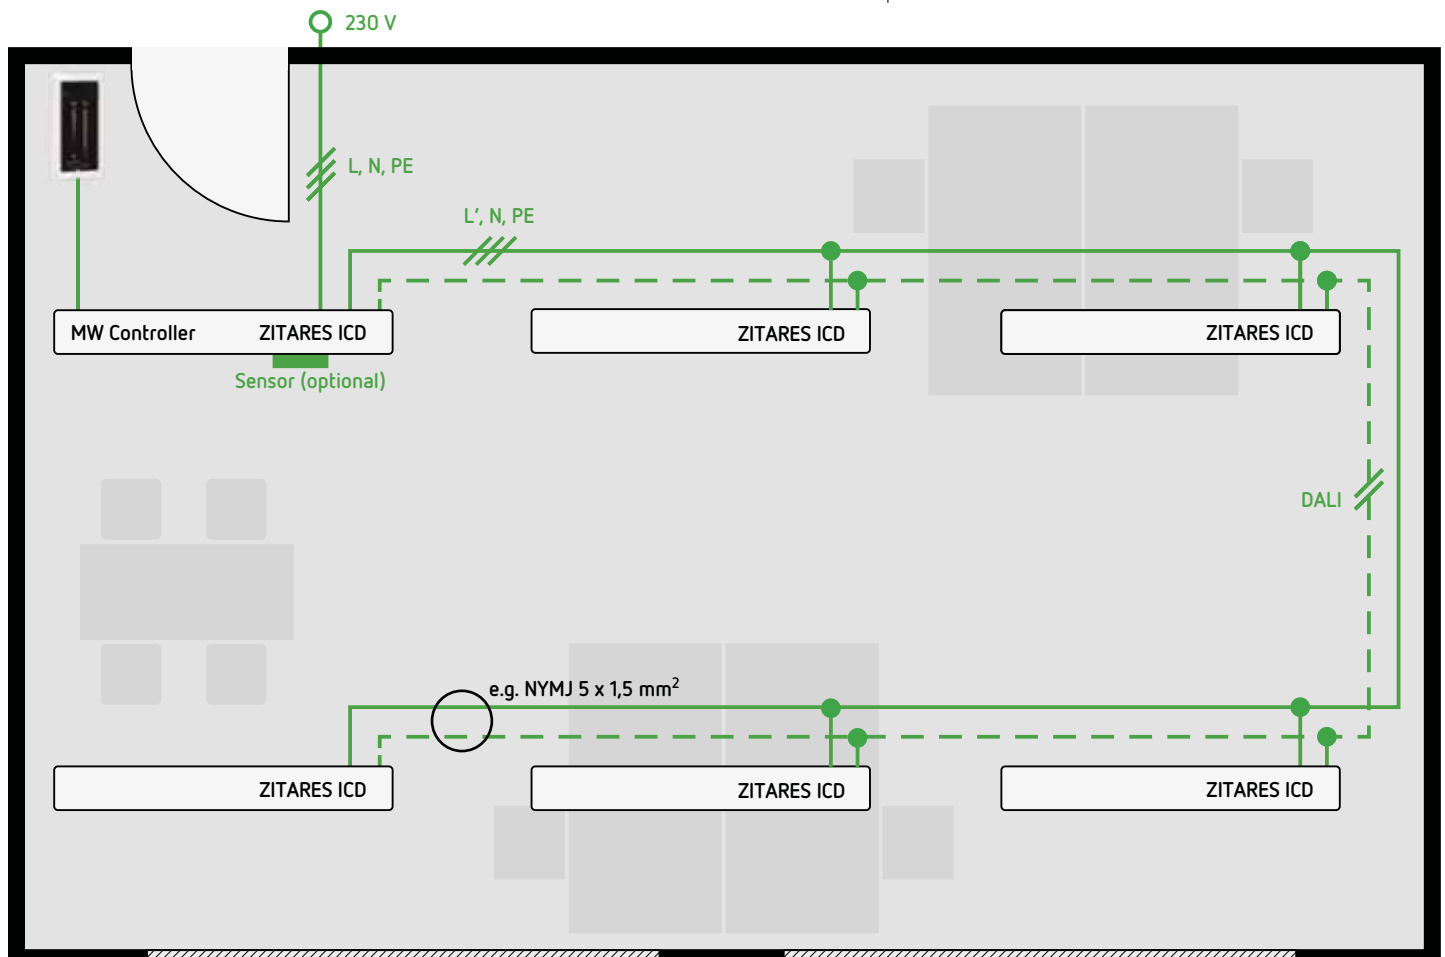 230 V
L, N, PE
L’, N, PE
MW Controller ZITARES ICD
ZITARES ICD
ZITARES ICD
Sensor (optional)
DALI
e.g. NYMJ 5 x 1,5 mm²
ZITARES ICD
ZITARES ICD
ZITARES ICD